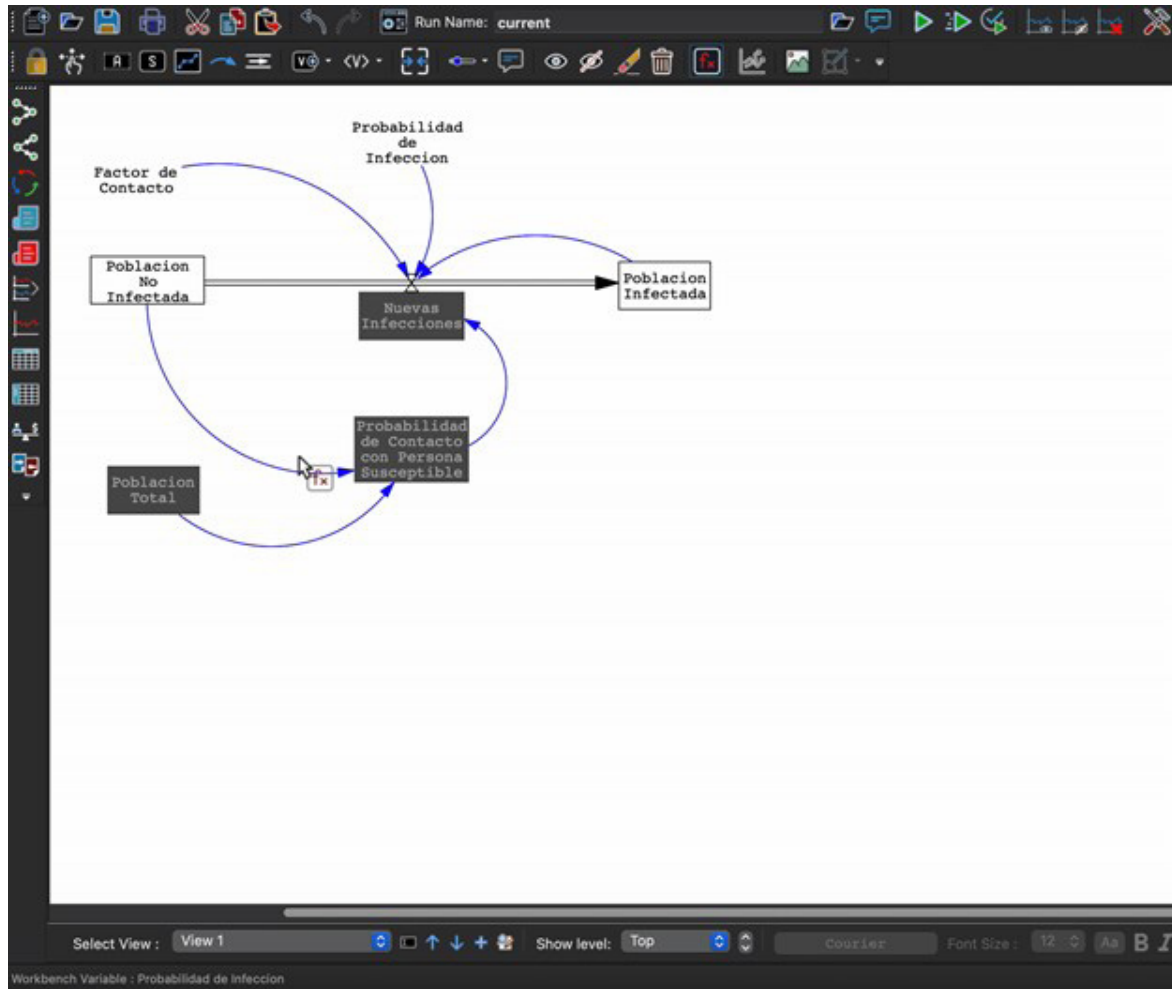 Run Name: current
A
S
Probabilidad
de
Infeccion
Factor de
Contacto
Poblacion
No
Infectada
Poblacion
Infectada
Nuevas
Infecciones
Probabilidad
de Contacto
con Persona
Susceptible
fx
Poblacion
Total
Select View : View 1 Show level: Top Courier Font Size : 12 Aa B I
Workbench Variable : Probabilidad de Infeccion